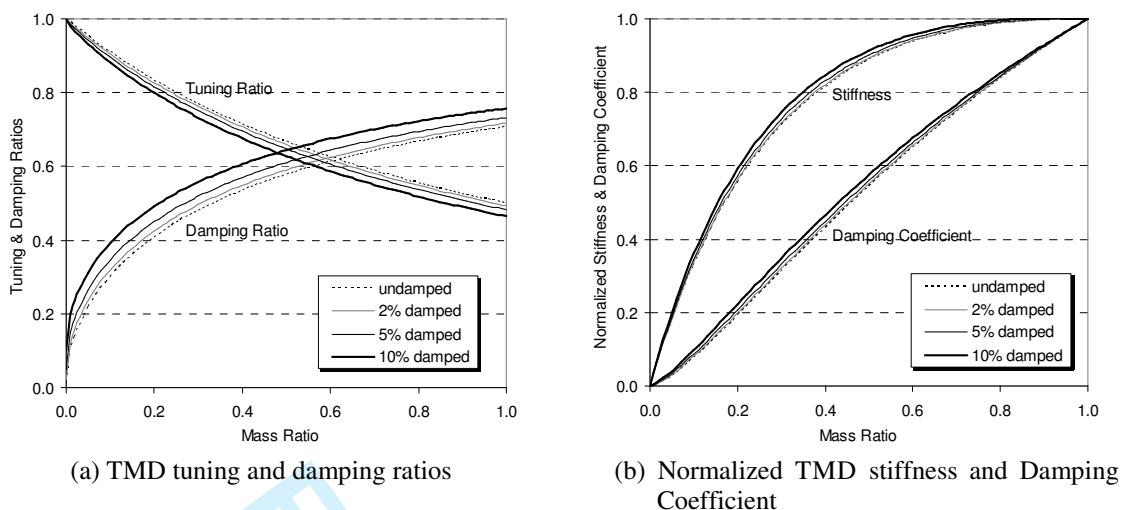 Tuning & Damping Ratios
1.0
0.8
0.6
0.4
0.2
0.0
Tuning Ratio
Damping Ratio
undamped
2% damped
5% damped
10% damped
0.0 0.2 0.4 0.6 0.8 1.0
Mass Ratio
(a) TMD tuning and damping ratios
Normalized Stiffness & Damping Coefficient
1.0
0.8
0.6
0.4
0.2
0.0
Stiffness
Damping Coefficient
undamped
2% damped
5% damped
10% damped
0.0 0.2 0.4 0.6 0.8 1.0
Mass Ratio
(b) Normalized TMD stiffness and Damping
Coefficient